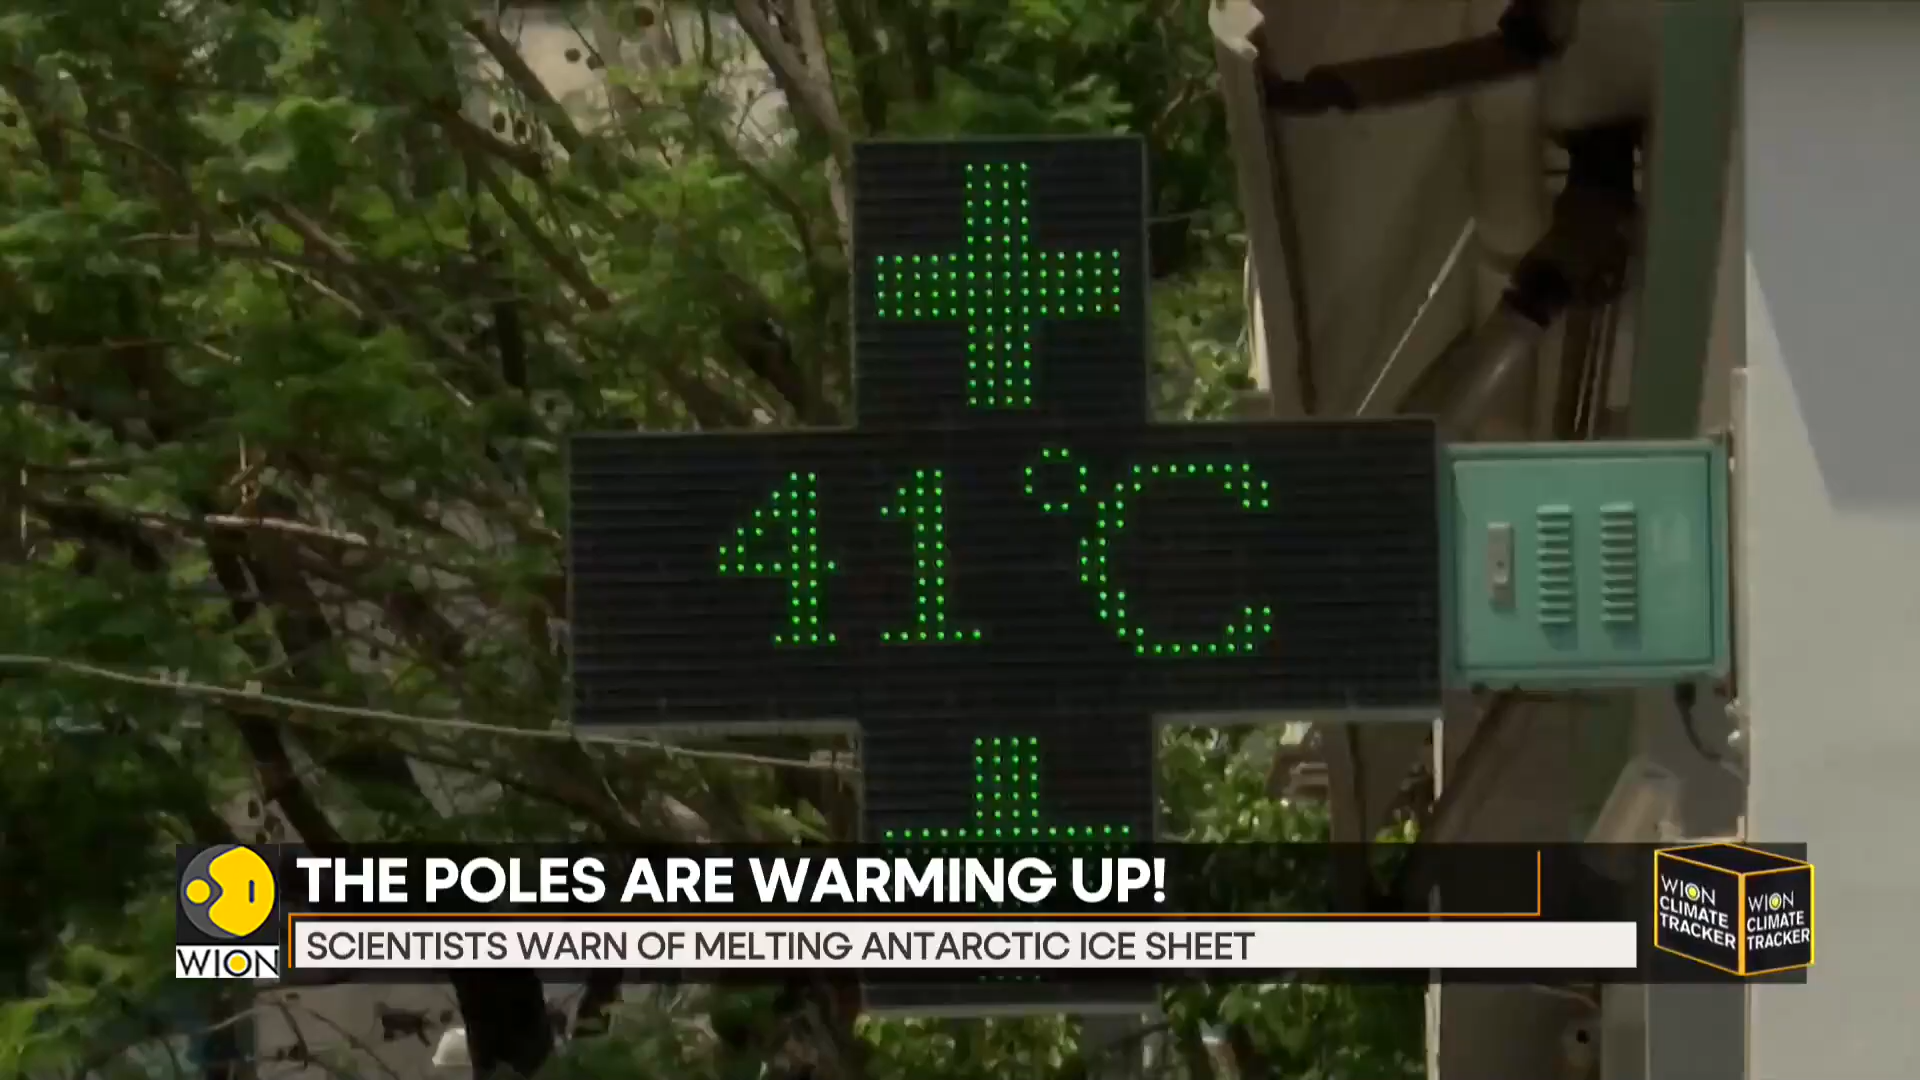 41°C
THE POLES ARE WARMING UP!
SCIENTISTS WARN OF MELTING ANTARCTIC ICE SHEET
WION
WION
CLIMATE
TRACKER
WION
CLIMATE
TRACKER